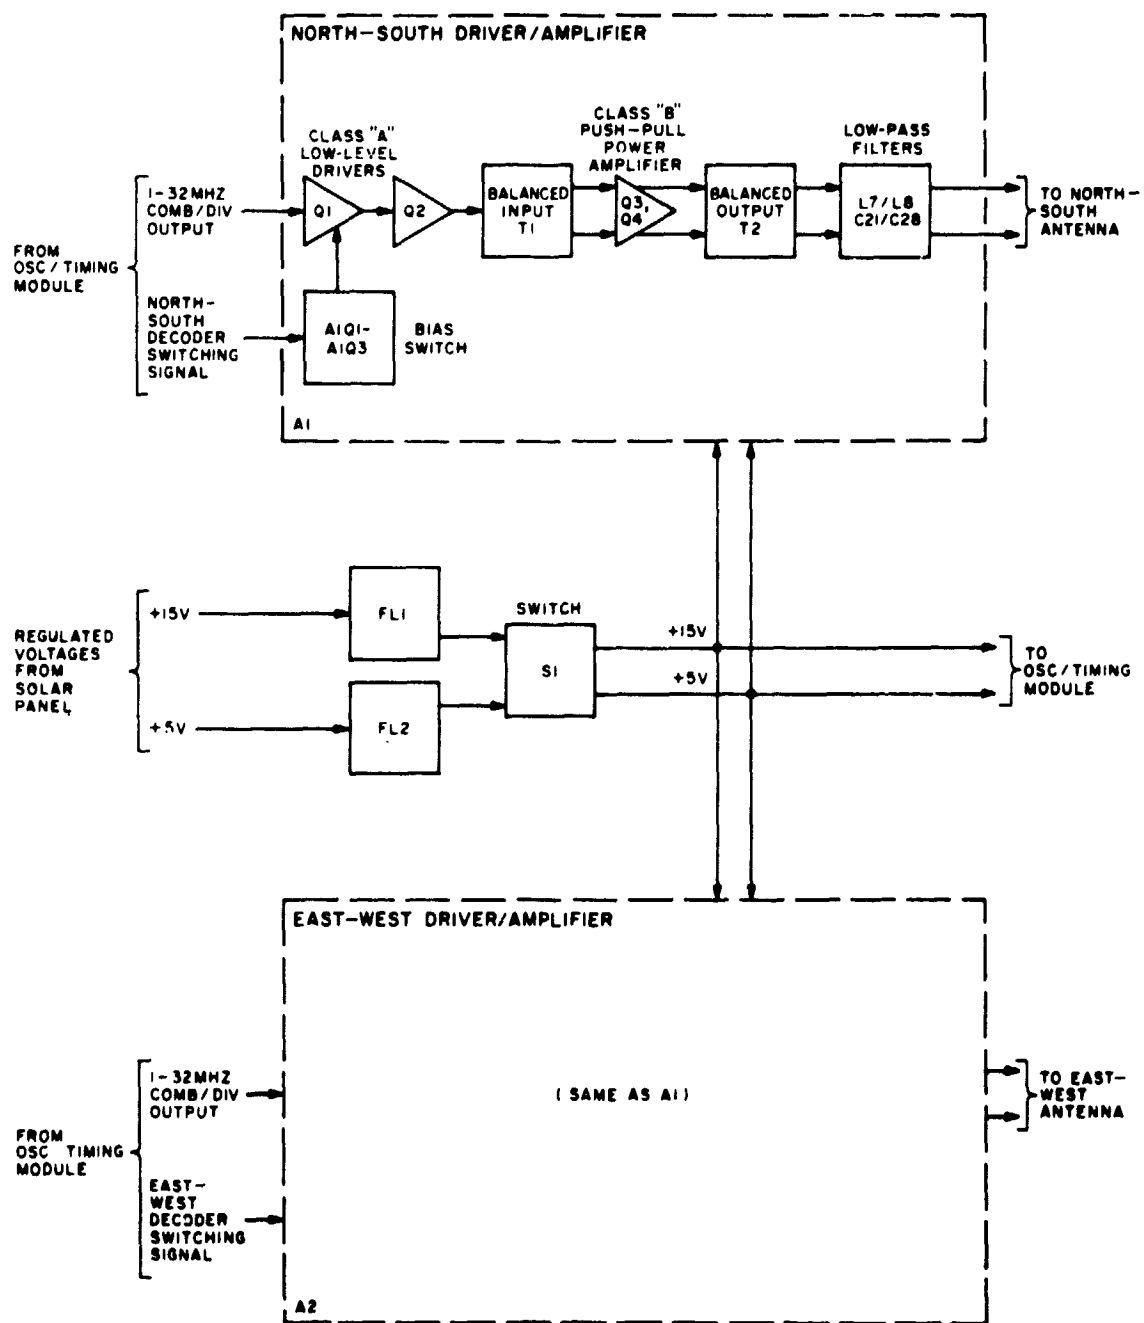 NORTH-SOUTH DRIVER/AMPLIFIER
CLASS "A"
LOW-LEVEL
DRIVERS
CLASS "B"
PUSH-PULL
POWER
AMPLIFIER
LOW-PASS
FILTERS
FROM
OSC/TIMING
MODULE
1-32MHZ
COMB/DIV
OUTPUT
Q1
Q2
BALANCED
INPUT
T1
Q3,
Q4
BALANCED
OUTPUT
T2
L7/L8
C21/C28
TO NORTH-
SOUTH
ANTENNA
NORTH-
SOUTH
DECODER
SWITCHING
SIGNAL
A1Q1-
A1Q3
BIAS
SWITCH
A1
REGULATED
VOLTAGES
FROM
SOLAR
PANEL
+15V
+5V
FL1
FL2
SWITCH
S1
+15V
+5V
TO
OSC/TIMING
MODULE
EAST-WEST DRIVER/AMPLIFIER
FROM
OSC TIMING
MODULE
1-32MHZ
COMB/DIV
OUTPUT
EAST-
WEST
DECODER
SWITCHING
SIGNAL
(SAME AS A1)
TO EAST-
WEST
ANTENNA
A2